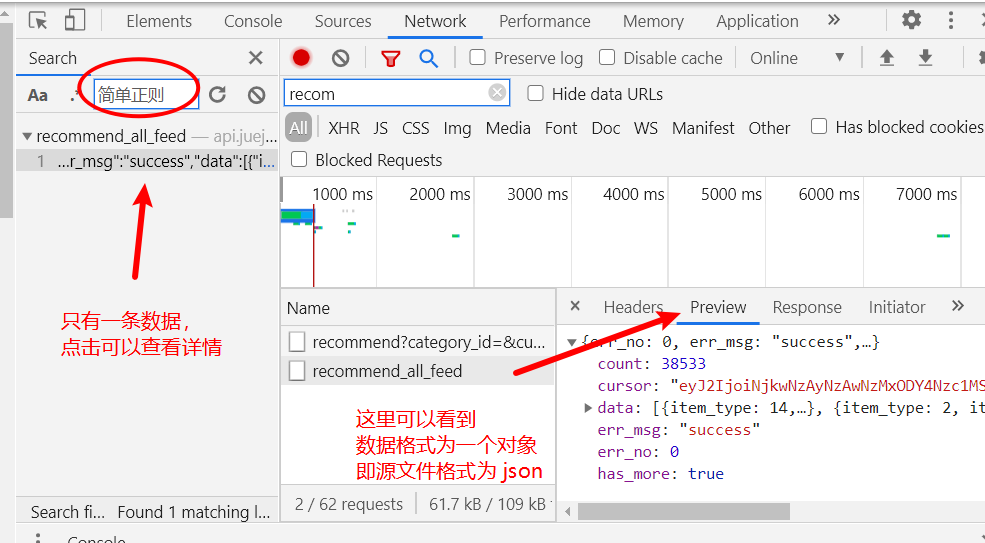 Elements Console Sources Network Performance Memory Application »
Search
Preserve log Disable cache Online
Aa .* 简单正则
recom
Hide data URLs
All XHR JS CSS Img Media Font Doc WS Manifest Other Has blocked cookies
Blocked Requests
recommend_all_feed — api.juej...
1 ...r_msg":"success","data":[{"i...
1000 ms 2000 ms 3000 ms 4000 ms 5000 ms 6000 ms 7000 ms
只有一条数据，
点击可以查看详情
Name
recommend?category_id=&cu...
recommend_all_feed
这里可以看到
数据格式为一个对象
即源文件格式为 json
× Headers Preview Response Initiator »
{err_no: 0, err_msg: "success",…}
count: 38533
cursor: "eyJ2IjoiNjkwNzAyNzAwNzMxODY4Nzc1MS
data: [{item_type: 14,…}, {item_type: 2, it
err_msg: "success"
err_no: 0
has_more: true
Search fi... Found 1 matching l...
2 / 62 requests 61.7 kB / 109 kB
Console